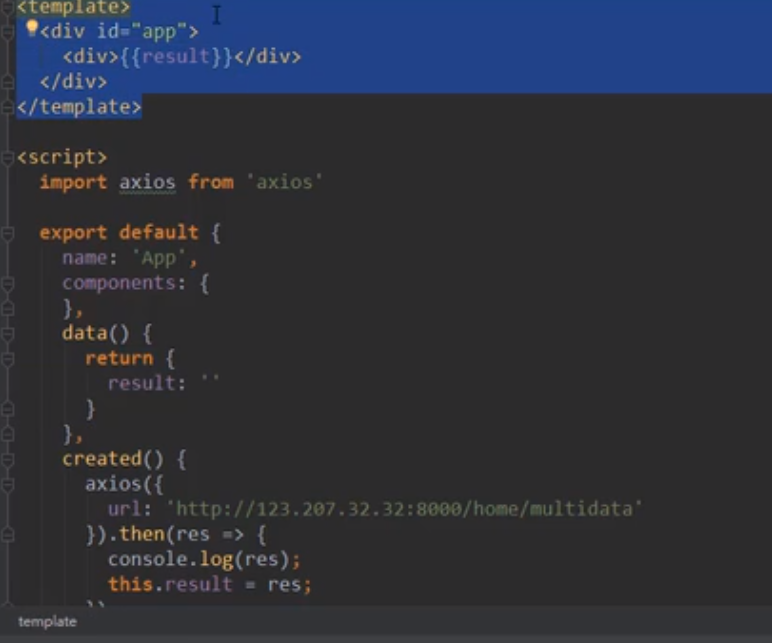 <template>
  <div id="app">
    <div>{{result}}</div>
  </div>
</template>

<script>
  import axios from 'axios'

  export default {
    name: 'App',
    components: {
    },
    data() {
      return {
        result: ''
      }
    },
    created() {
      axios({
        url: 'http://123.207.32.32:8000/home/multidata'
      }).then(res => {
        console.log(res);
        this.result = res;
      })
template